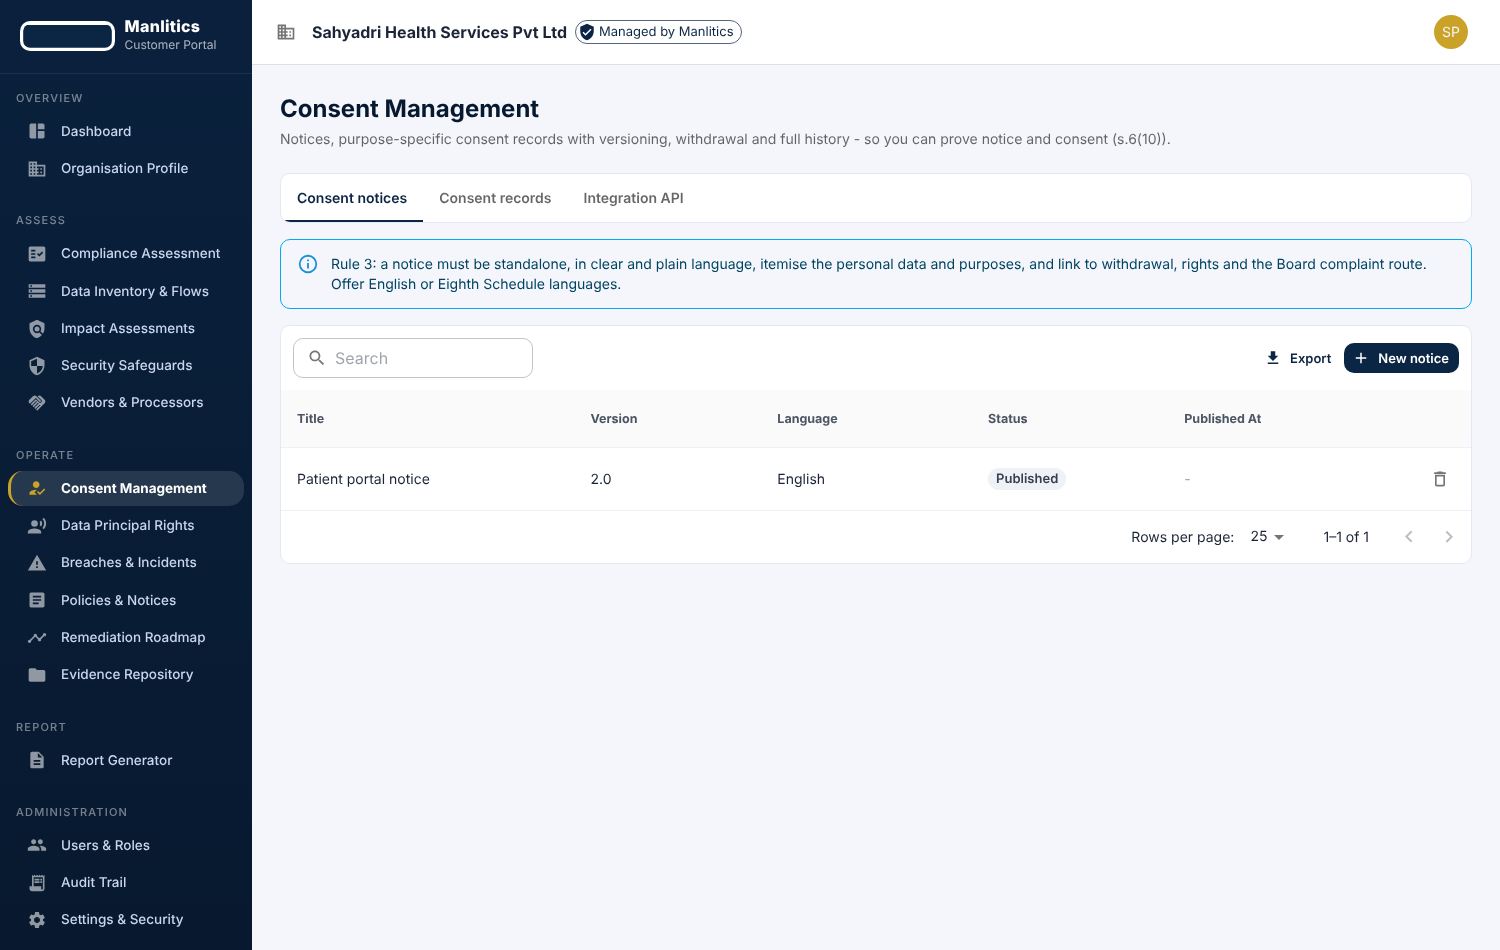 Manlitics
Customer Portal
OVERVIEW
Dashboard
Organisation Profile
ASSESS
Compliance Assessment
Data Inventory & Flows
Impact Assessments
Security Safeguards
Vendors & Processors
OPERATE
Consent Management
Data Principal Rights
Breaches & Incidents
Policies & Notices
Remediation Roadmap
Evidence Repository
REPORT
Report Generator
ADMINISTRATION
Users & Roles
Audit Trail
Settings & Security
Sahyadri Health Services Pvt Ltd Managed by Manlitics
SP
Consent Management
Notices, purpose-specific consent records with versioning, withdrawal and full history - so you can prove notice and consent (s.6(10)).
Consent notices Consent records Integration API
Rule 3: a notice must be standalone, in clear and plain language, itemise the personal data and purposes, and link to withdrawal, rights and the Board complaint route.
Offer English or Eighth Schedule languages.
Search Export New notice
Title Version Language Status Published At
Patient portal notice 2.0 English Published -
Rows per page: 25 1–1 of 1